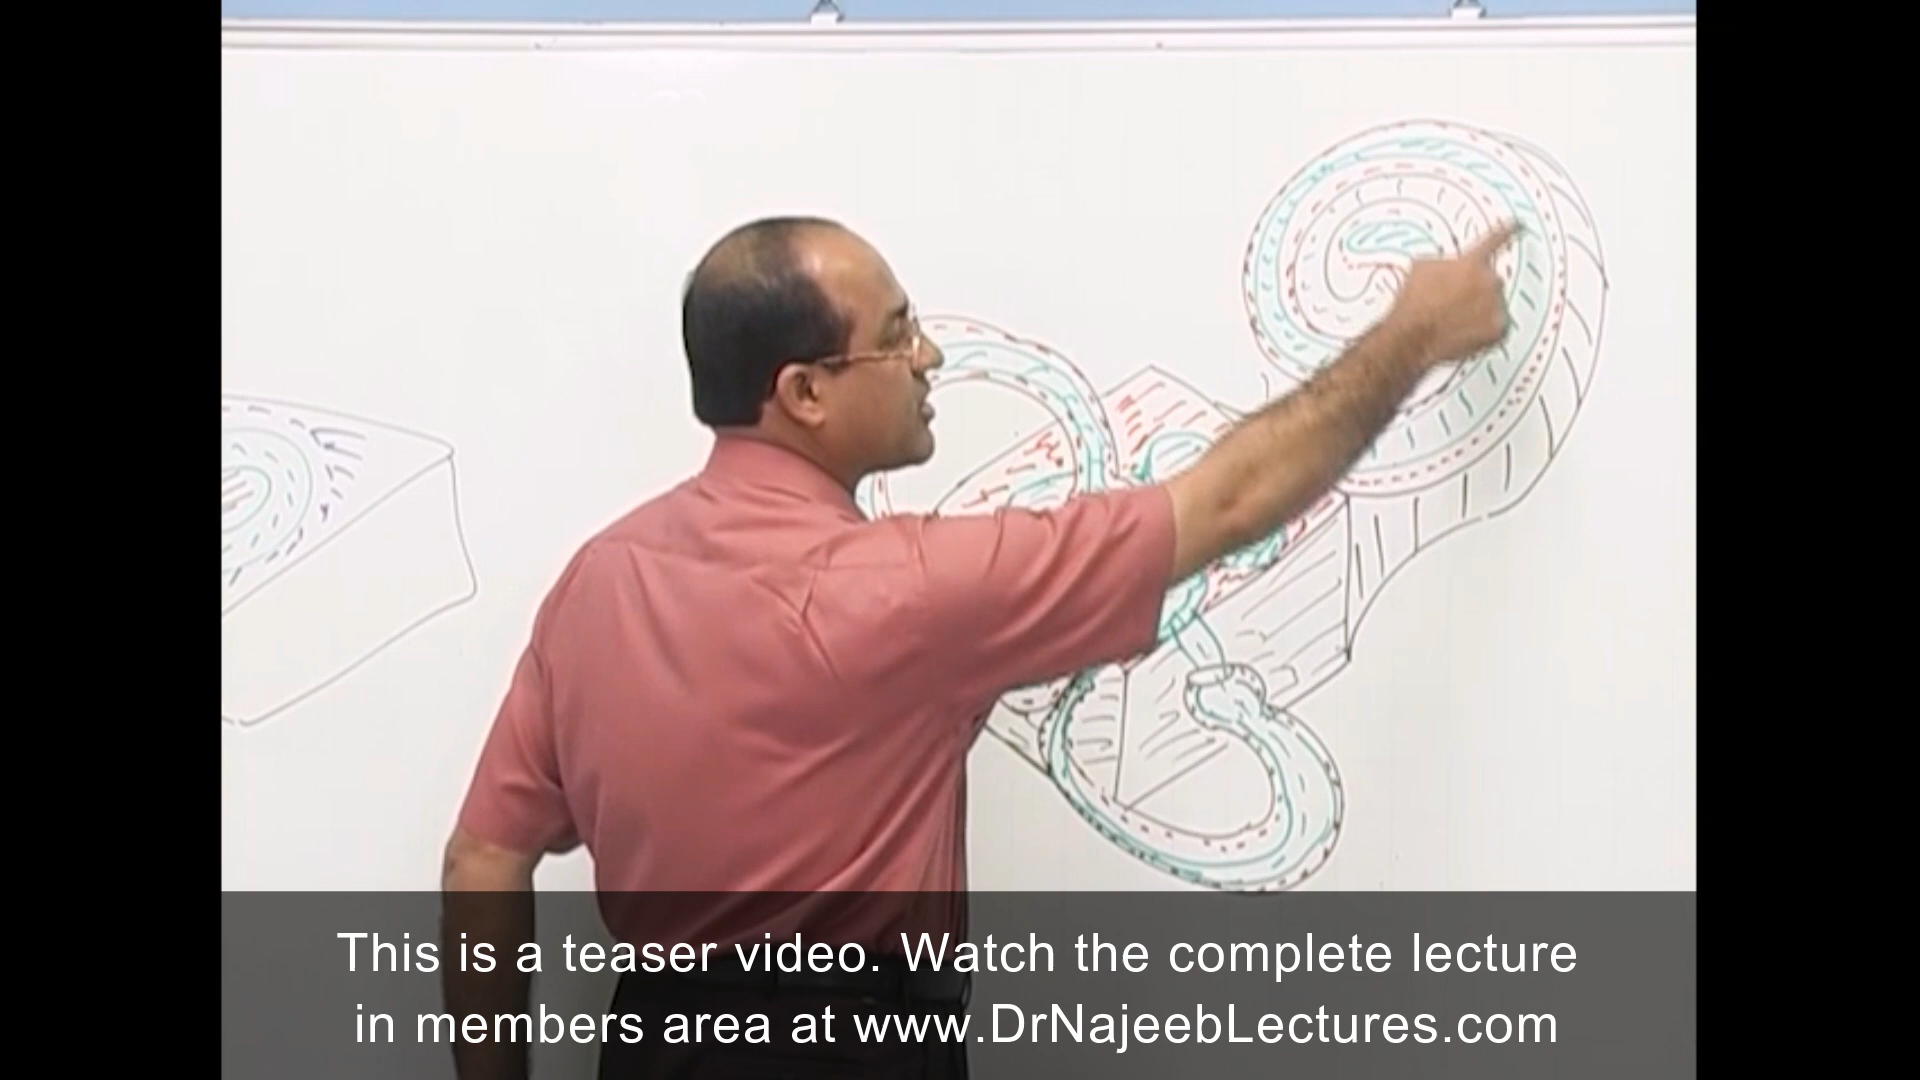 This is a teaser video. Watch the complete lecture
in members area at www.DrNajeebLectures.com